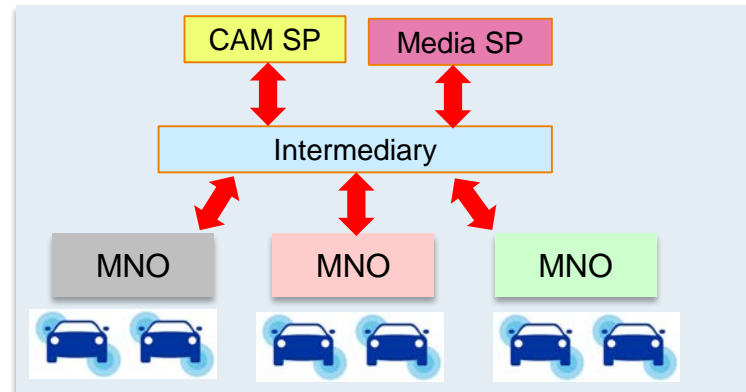 CAM SP
Media SP
Intermediary
MNO
MNO
MNO